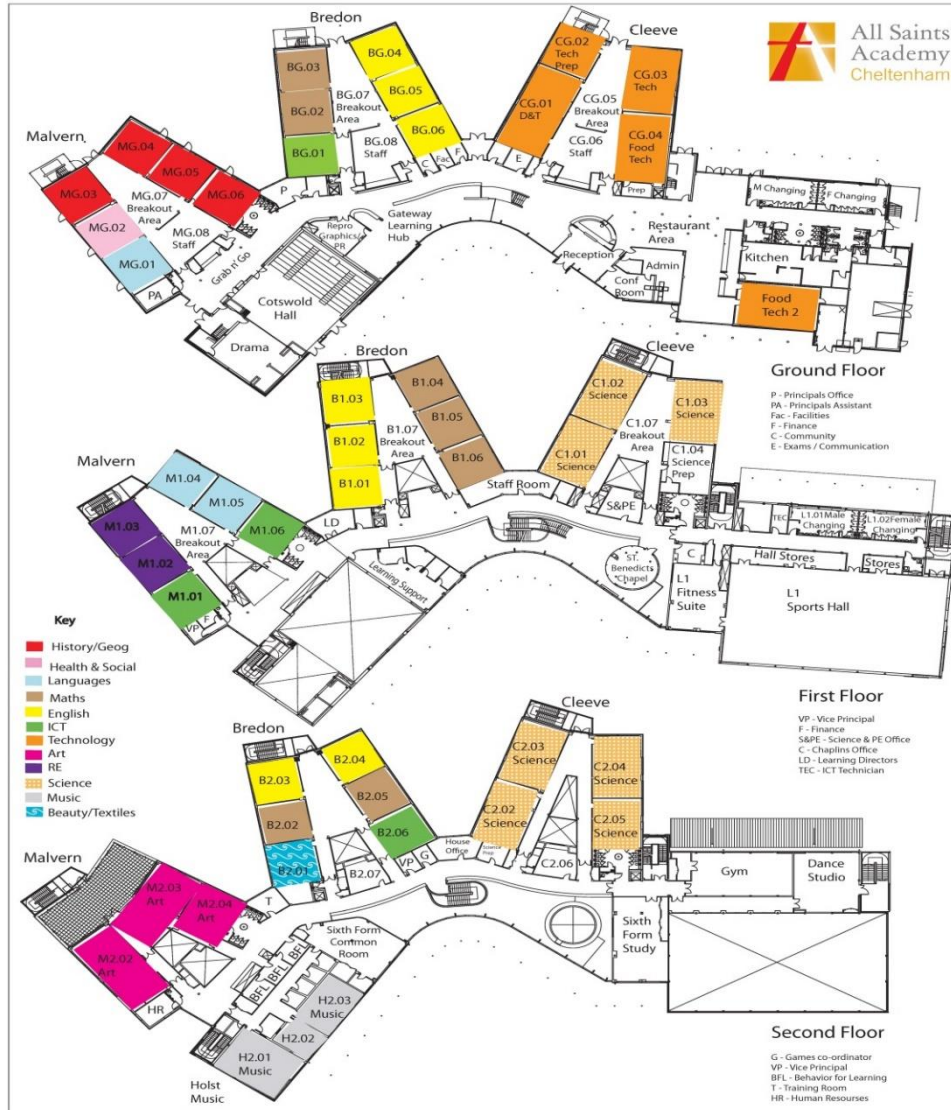 All Saints
Academy
Cheltenham
Bredon
Cleeve
Malvern
BG.03
BG.02
BG.01
BG.04
BG.05
BG.06
BG.07
Breakout
Area
BG.08
Staff
C
Fac
F
CG.02
Tech
Prep
CG.01
D&T
CG.03
Tech
CG.04
Food
Tech
CG.05
Breakout
Area
CG.06
Staff
E
Prep
MG.04
MG.05
MG.06
MG.03
MG.02
MG.01
MG.07
Breakout
Area
MG.08
Staff
P
PA
Grab n' Go
Repro
Graphics/
PR
Gateway
Learning
Hub
Cotswold
Hall
Drama
Reception
Conf
Room
Admin
Restaurant
Area
M Changing
F Changing
Kitchen
Food
Tech 2
Ground Floor
P - Principals Office
PA - Principals Assistant
Fac - Facilities
F - Finance
C - Community
E - Exams / Communication
Bredon
Cleeve
Malvern
B1.03
B1.02
B1.01
B1.04
B1.05
B1.06
B1.07
Breakout
Area
LD
Staff Room
C1.02
Science
C1.01
Science
C1.03
Science
C1.04
Science
Prep
C1.07
Breakout
Area
S&PE
M1.04
M1.05
M1.06
M1.03
M1.02
M1.01
M1.07
Breakout
Area
VP
F
Learning Support
ST.
Benedicts
Chapel
C
L1
Fitness
Suite
TEC
L1.01Male
Changing
L1.02Female
Changing
Hall Stores
Stores
L1
Sports Hall
First Floor
VP - Vice Principal
F - Finance
S&PE - Science & PE Office
C - Chaplins Office
LD - Learning Directors
TEC - ICT Technician
Key
History/Geog
Health & Social
Languages
Maths
English
ICT
Technology
Art
RE
Science
Music
Beauty/Textiles
Bredon
Cleeve
Malvern
B2.03
B2.02
B2.01
B2.04
B2.05
B2.06
B2.07
VP
G
T
House
Office
Science Prep
C2.03
Science
C2.02
Science
C2.04
Science
C2.05
Science
C2.06
M2.03
Art
M2.04
Art
M2.02
Art
HR
BFL
BFL
BFL
BFL
Sixth Form
Common
Room
H2.03
Music
H2.02
H2.01
Music
Holst
Music
Sixth
Form
Study
Gym
Dance
Studio
Second Floor
G - Games co-ordinator
VP - Vice Principal
BFL - Behavior for Learning
T - Training Room
HR - Human Resourses